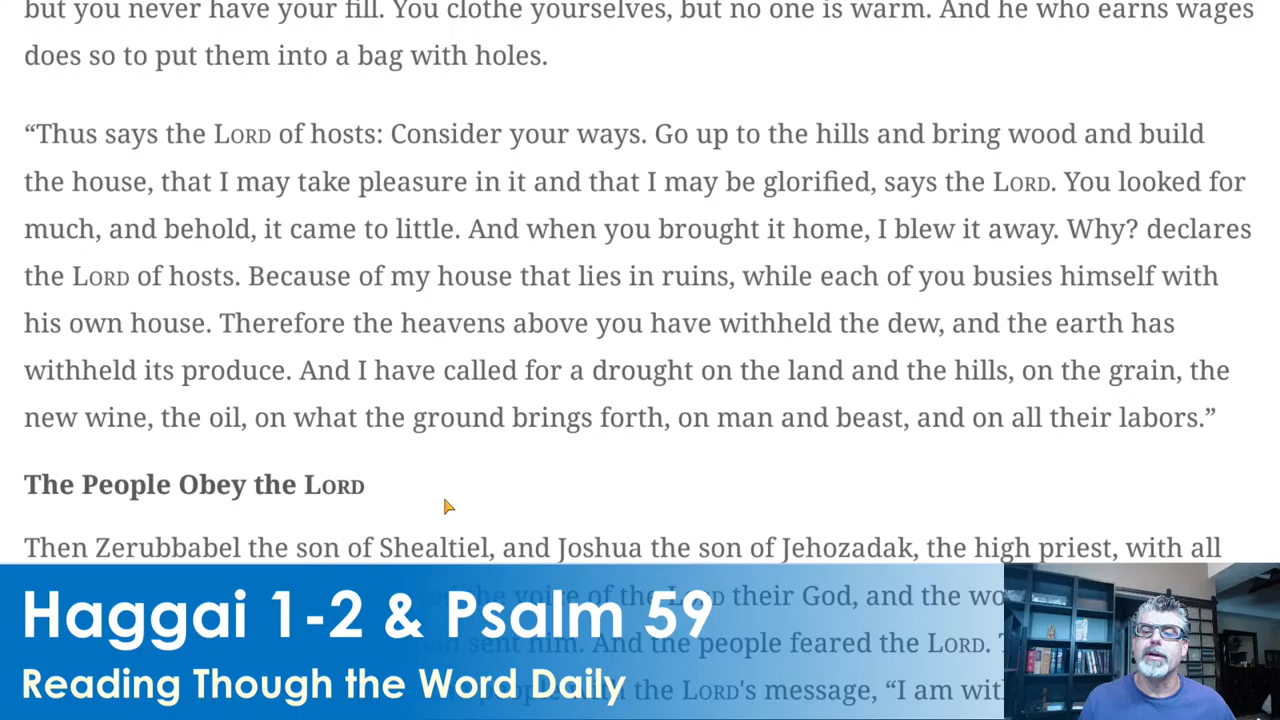 but you never have your fill. You clothe yourselves, but no one is warm. And he who earns wages
does so to put them into a bag with holes.
“Thus says the LORD of hosts: Consider your ways. Go up to the hills and bring wood and build
the house, that I may take pleasure in it and that I may be glorified, says the LORD. You looked for
much, and behold, it came to little. And when you brought it home, I blew it away. Why? declares
the LORD of hosts. Because of my house that lies in ruins, while each of you busies himself with
his own house. Therefore the heavens above you have withheld the dew, and the earth has
withheld its produce. And I have called for a drought on the land and the hills, on the grain, the
new wine, the oil, on what the ground brings forth, on man and beast, and on all their labors.”
The People Obey the LORD
Then Zerubbabel the son of Shealtiel, and Joshua the son of Jehozadak, the high priest, with all
the voice of the LORD their God, and the
sent him. And the people feared the LORD.
the LORD's message, “I am
Haggai 1-2 & Psalm 59
Reading Though the Word Daily